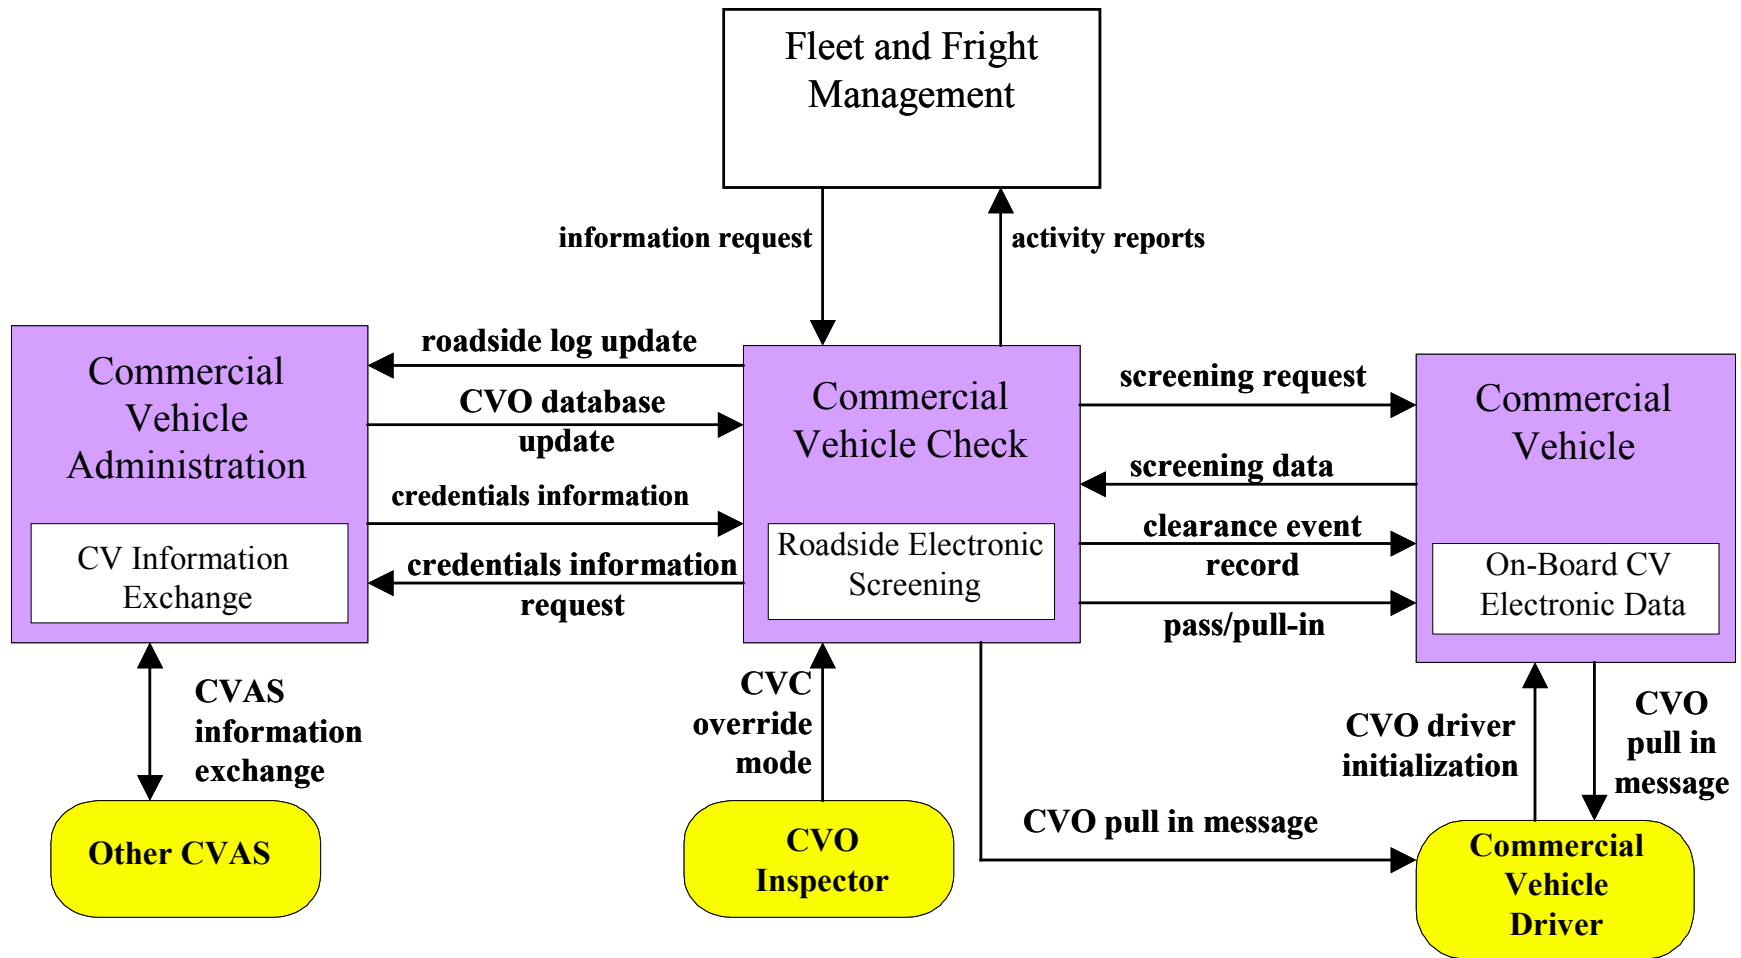 Fleet and Fright
Management
information request
activity reports
Commercial
Vehicle
Administration
CV Information
Exchange
roadside log update
CVO database
update
credentials information
credentials information
request
Commercial
Vehicle Check
Roadside Electronic
Screening
screening request
screening data
clearance event
record
pass/pull-in
Commercial
Vehicle
On-Board CV
Electronic Data
CVAS
information
exchange
CVC
override
mode
CVO driver
initialization
CVO
pull in
message
CVO pull in message
Other CVAS
CVO
Inspector
Commercial
Vehicle
Driver